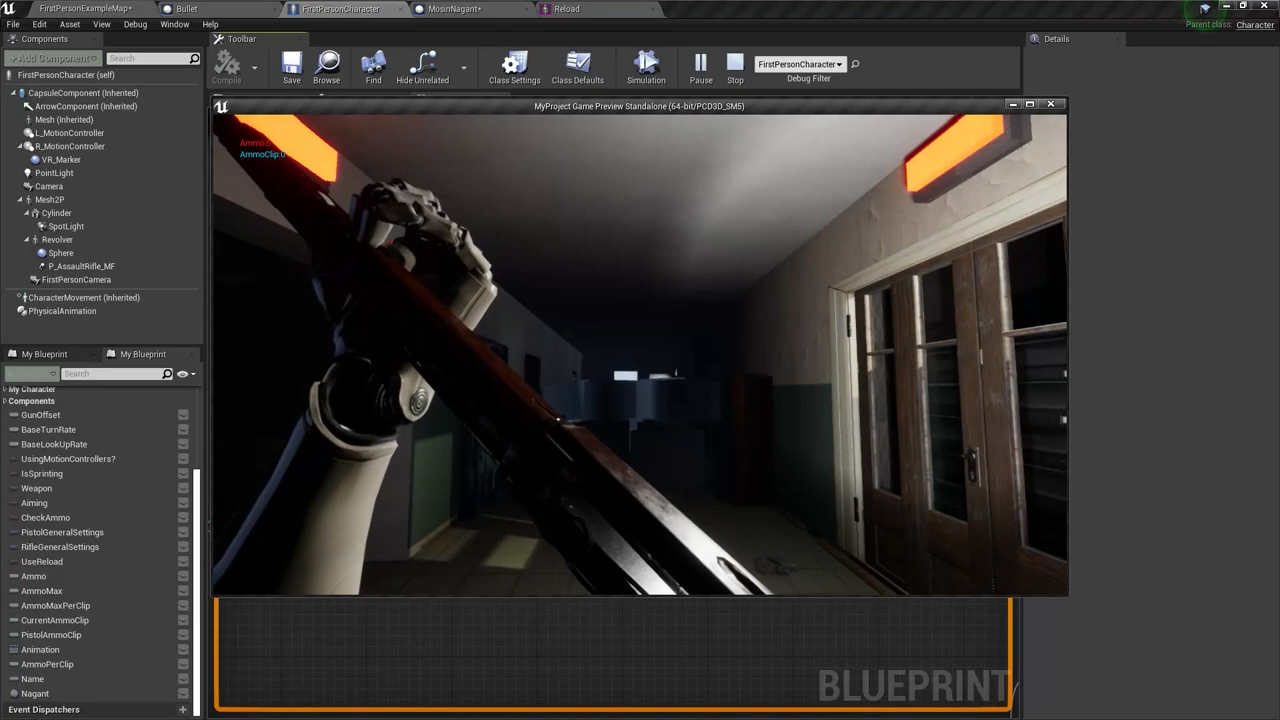 FirstPersonExampleMap*
Bullet
FirstPersonCharacter
MosinNagant*
Reload
File
Edit
Asset
View
Debug
Window
Help
Parent class: Character
Components
Toolbar
Details
+Add Component
Search
FirstPersonCharacter (self)
CapsuleComponent (Inherited)
ArrowComponent (Inherited)
Mesh (Inherited)
L_MotionController
R_MotionController
VR_Marker
PointLight
Camera
Mesh2P
Cylinder
SpotLight
Revolver
Sphere
P_AssaultRifle_MF
FirstPersonCamera
CharacterMovement (Inherited)
PhysicalAnimation
Compile
Save
Browse
Find
Hide Unrelated
Class Settings
Class Defaults
Simulation
Pause
Stop
FirstPersonCharacter
Debug Filter
MyProject Game Preview Standalone (64-bit/PCD3D_SM5)
Ammo:0
AmmoClip:0
My Blueprint
My Blueprint
Search
My Character
Components
GunOffset
BaseTurnRate
BaseLookUpRate
UsingMotionControllers?
IsSprinting
Weapon
Aiming
CheckAmmo
PistolGeneralSettings
RifleGeneralSettings
UseReload
Ammo
AmmoMax
AmmoMaxPerClip
CurrentAmmoClip
PistolAmmoClip
Animation
AmmoPerClip
Name
Nagant
Event Dispatchers
BLUEPRINT